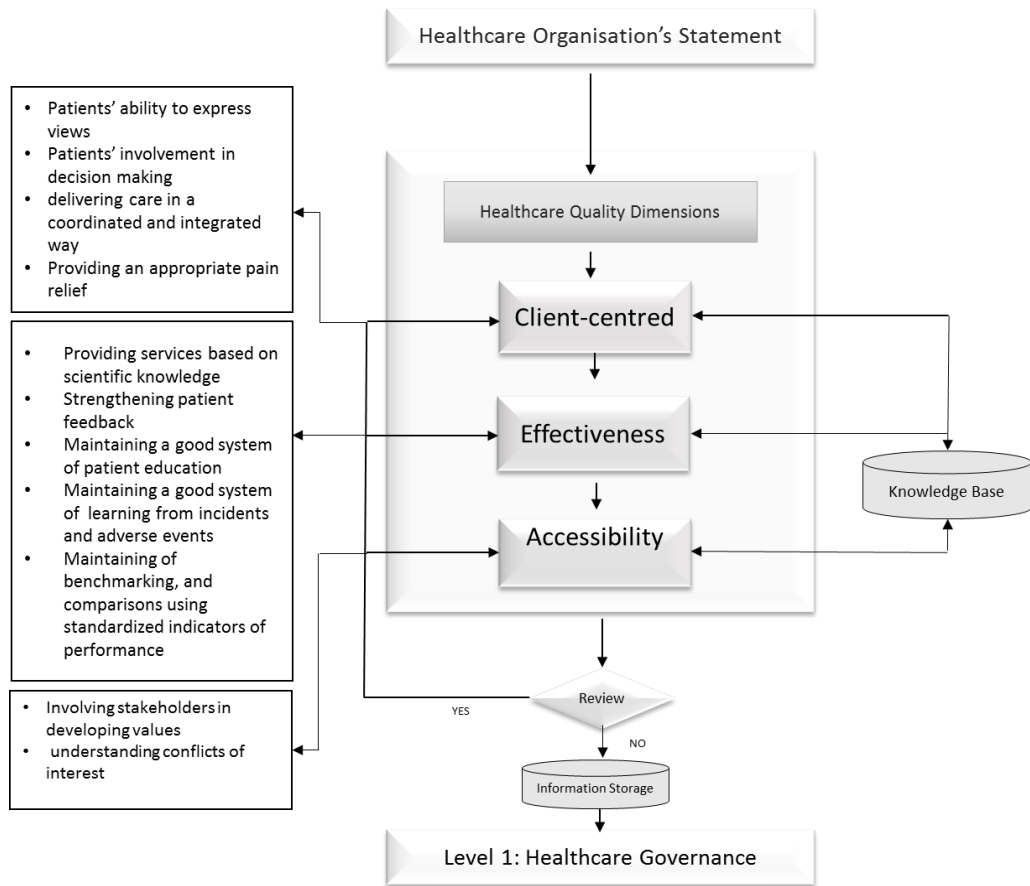 Healthcare Organisation's Statement
• Patients' ability to express
views
• Patients' involvement in
decision making
• delivering care in a
coordinated and integrated
way
• Providing an appropriate pain
relief
Healthcare Quality Dimensions
Client-centred
• Providing services based on
scientific knowledge
• Strengthening patient
feedback
• Maintaining a good system
of patient education
• Maintaining a good system
of learning from incidents
and adverse events
• Maintaining of
benchmarking, and
comparisons using
standardized indicators of
performance
Effectiveness
Knowledge Base
Accessibility
• Involving stakeholders in
developing values
• understanding conflicts of
interest
Review
YES
NO
Information Storage
Level 1: Healthcare Governance